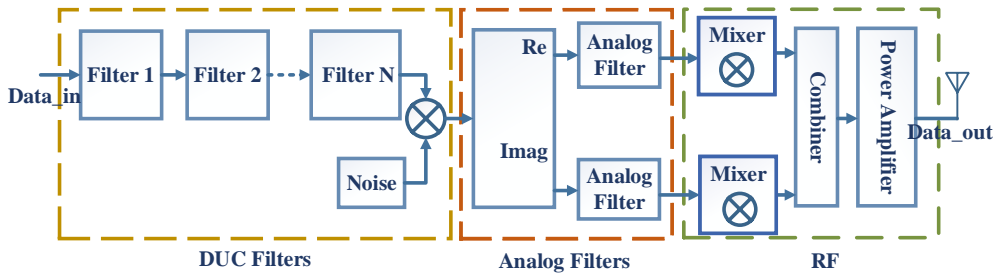 Data_in
Filter 1
Filter 2
Filter N
Noise
DUC Filters
Re
Imag
Analog
Filter
Analog
Filter
Analog Filters
Mixer
Mixer
Combiner
Power Amplifier
Data_out
RF